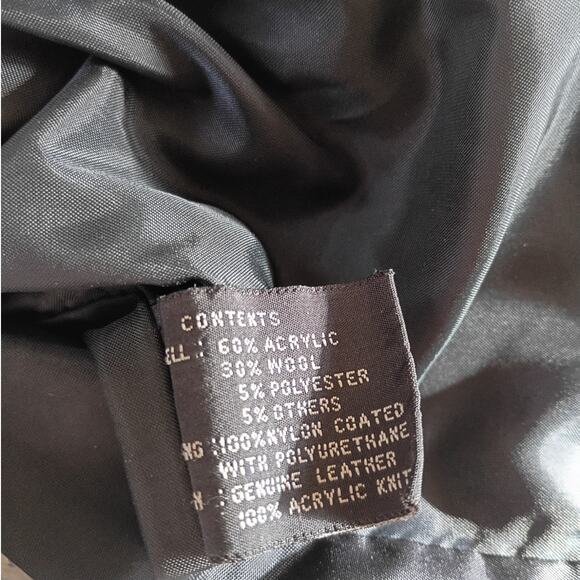 CONTENTS
LL : 60% ACRYLIC
30% WOOL
5% POLYESTER
5% OTHERS
NG :100%NYLON COATED
WITH POLYURETHANE
: GENUINE LEATHER
100% ACRYLIC KNIT